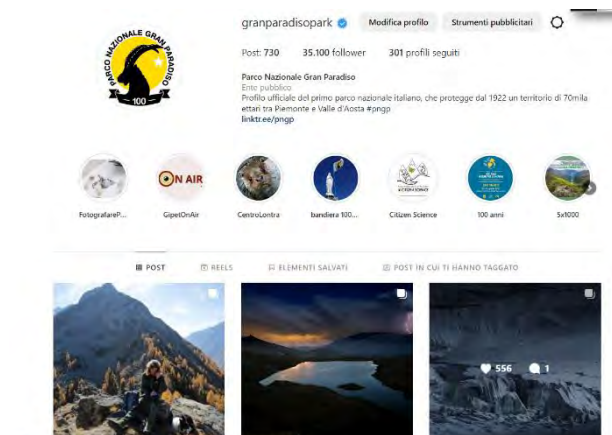 granparadisopark Modifica profilo Strumenti pubblicitari
Post: 730 35.100 follower 301 profili seguiti
Parco Nazionale Gran Paradiso
Ente pubblico
Profilo ufficiale del primo parco nazionale italiano, che protegge dal 1922 un territorio di 70mila
ettari tra Piemonte e Valle d'Aosta #pngp
linktr.ee/pngp
PARCO NAZIONALE GRAN PARADISO
100
ON AIR
CITIZEN SCIENCE
FotografareP... GipetOnAir CentroLontra bandiera 100... Citizen Science 100 anni 5x1000
POST REELS ELEMENTI SALVATI POST IN CUI TI HANNO TAGGATO
556 1